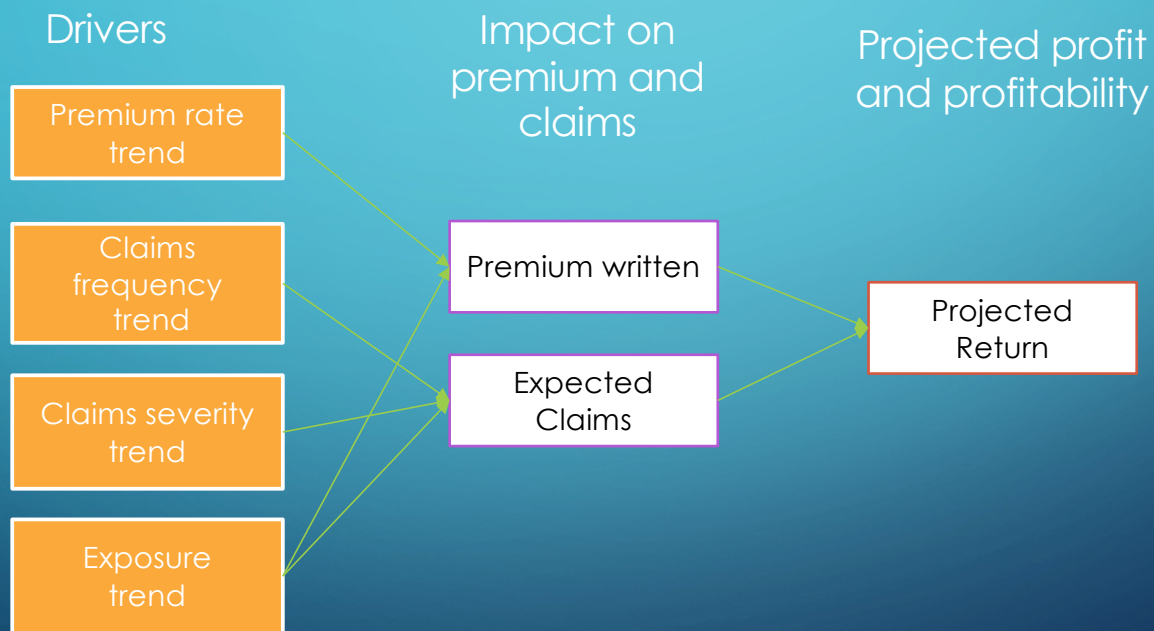 Drivers
Premium rate
trend
Claims
frequency
trend
Claims severity
trend
Exposure
trend
Impact on
premium and
claims
Premium written
Expected
Claims
Projected profit
and profitability
Projected
Return